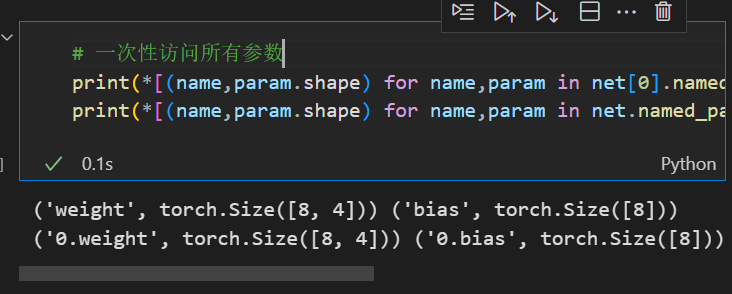 # 一次性访问所有参数
print(*[(name,param.shape) for name,param in net[0].named
print(*[(name,param.shape) for name,param in net.named_pa
]
0.1s
Python
('weight', torch.Size([8, 4])) ('bias', torch.Size([8]))
('0.weight', torch.Size([8, 4])) ('0.bias', torch.Size([8]))